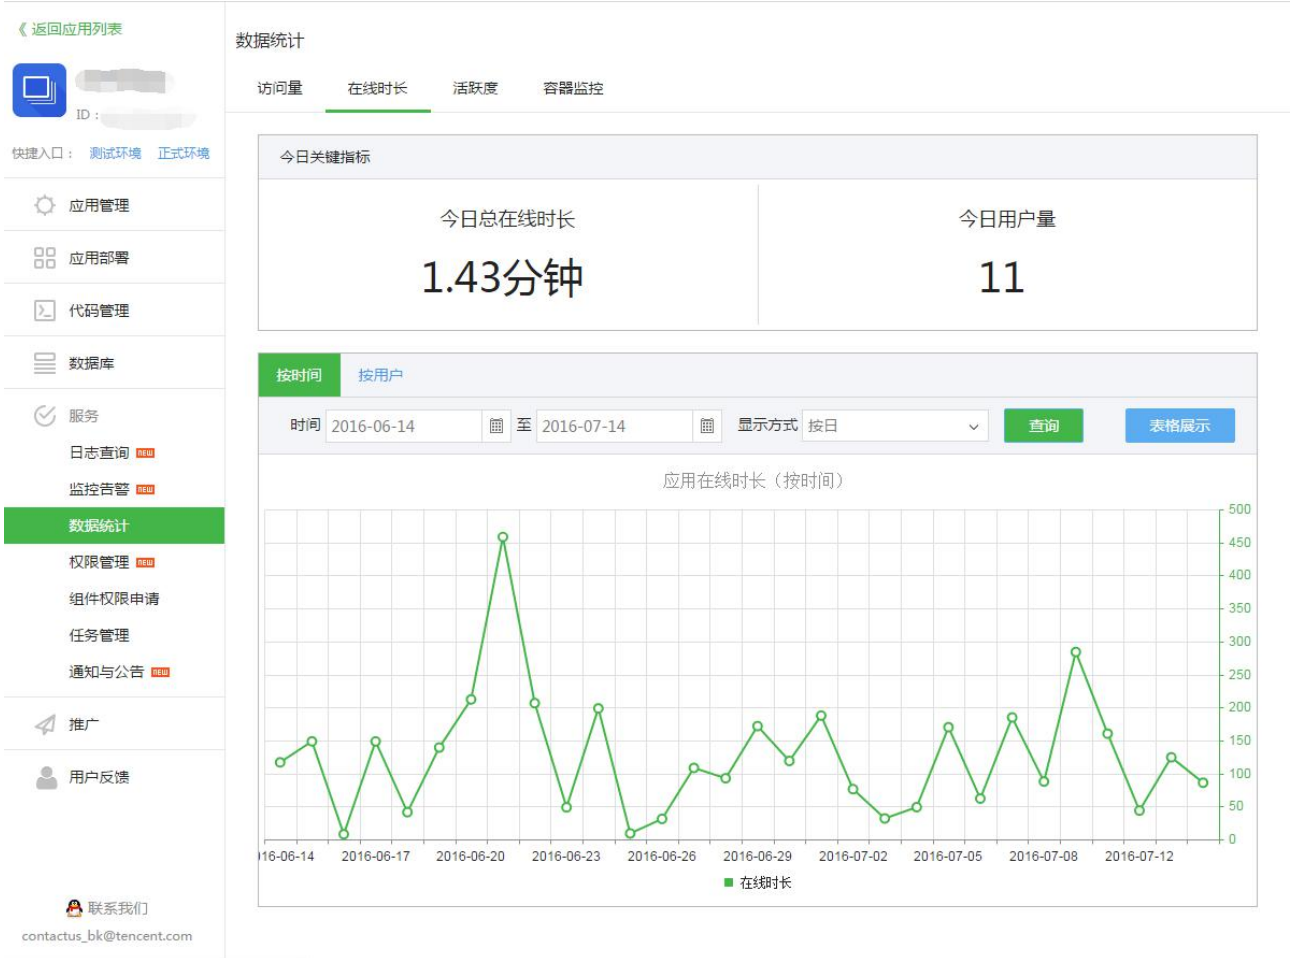 《 返回应用列表
ID：
快捷入口： 测试环境 正式环境
应用管理
应用部署
代码管理
数据库
服务
日志查询 NEW
监控告警 NEW
数据统计
权限管理 NEW
组件权限申请
任务管理
通知与公告 NEW
推广
用户反馈
联系我们
contactus_bk@tencent.com
数据统计
访问量 在线时长 活跃度 容器监控
今日关键指标
今日总在线时长
1.43分钟
今日用户量
11
按时间 按用户
时间 2016-06-14 至 2016-07-14 显示方式 按日 查询 表格展示
应用在线时长（按时间）
500
450
400
350
300
250
200
150
100
50
0
16-06-14 2016-06-17 2016-06-20 2016-06-23 2016-06-26 2016-06-29 2016-07-02 2016-07-05 2016-07-08 2016-07-12
在线时长